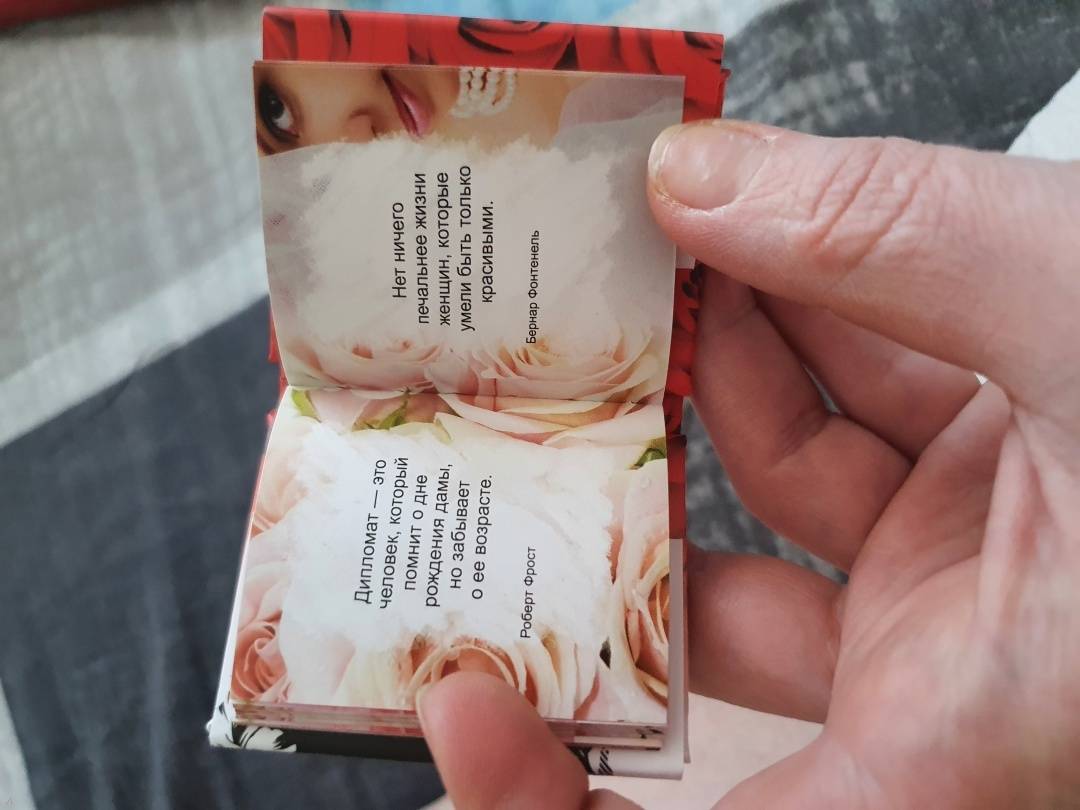 Дипломат — это
человек, который
помнит о дне
рождения дамы,
но забывает
о ее возрасте.
Роберт Фрост
Нет ничего
печальнее жизни
женщин, которые
умели быть только
красивыми.
Бернар Фонтенель